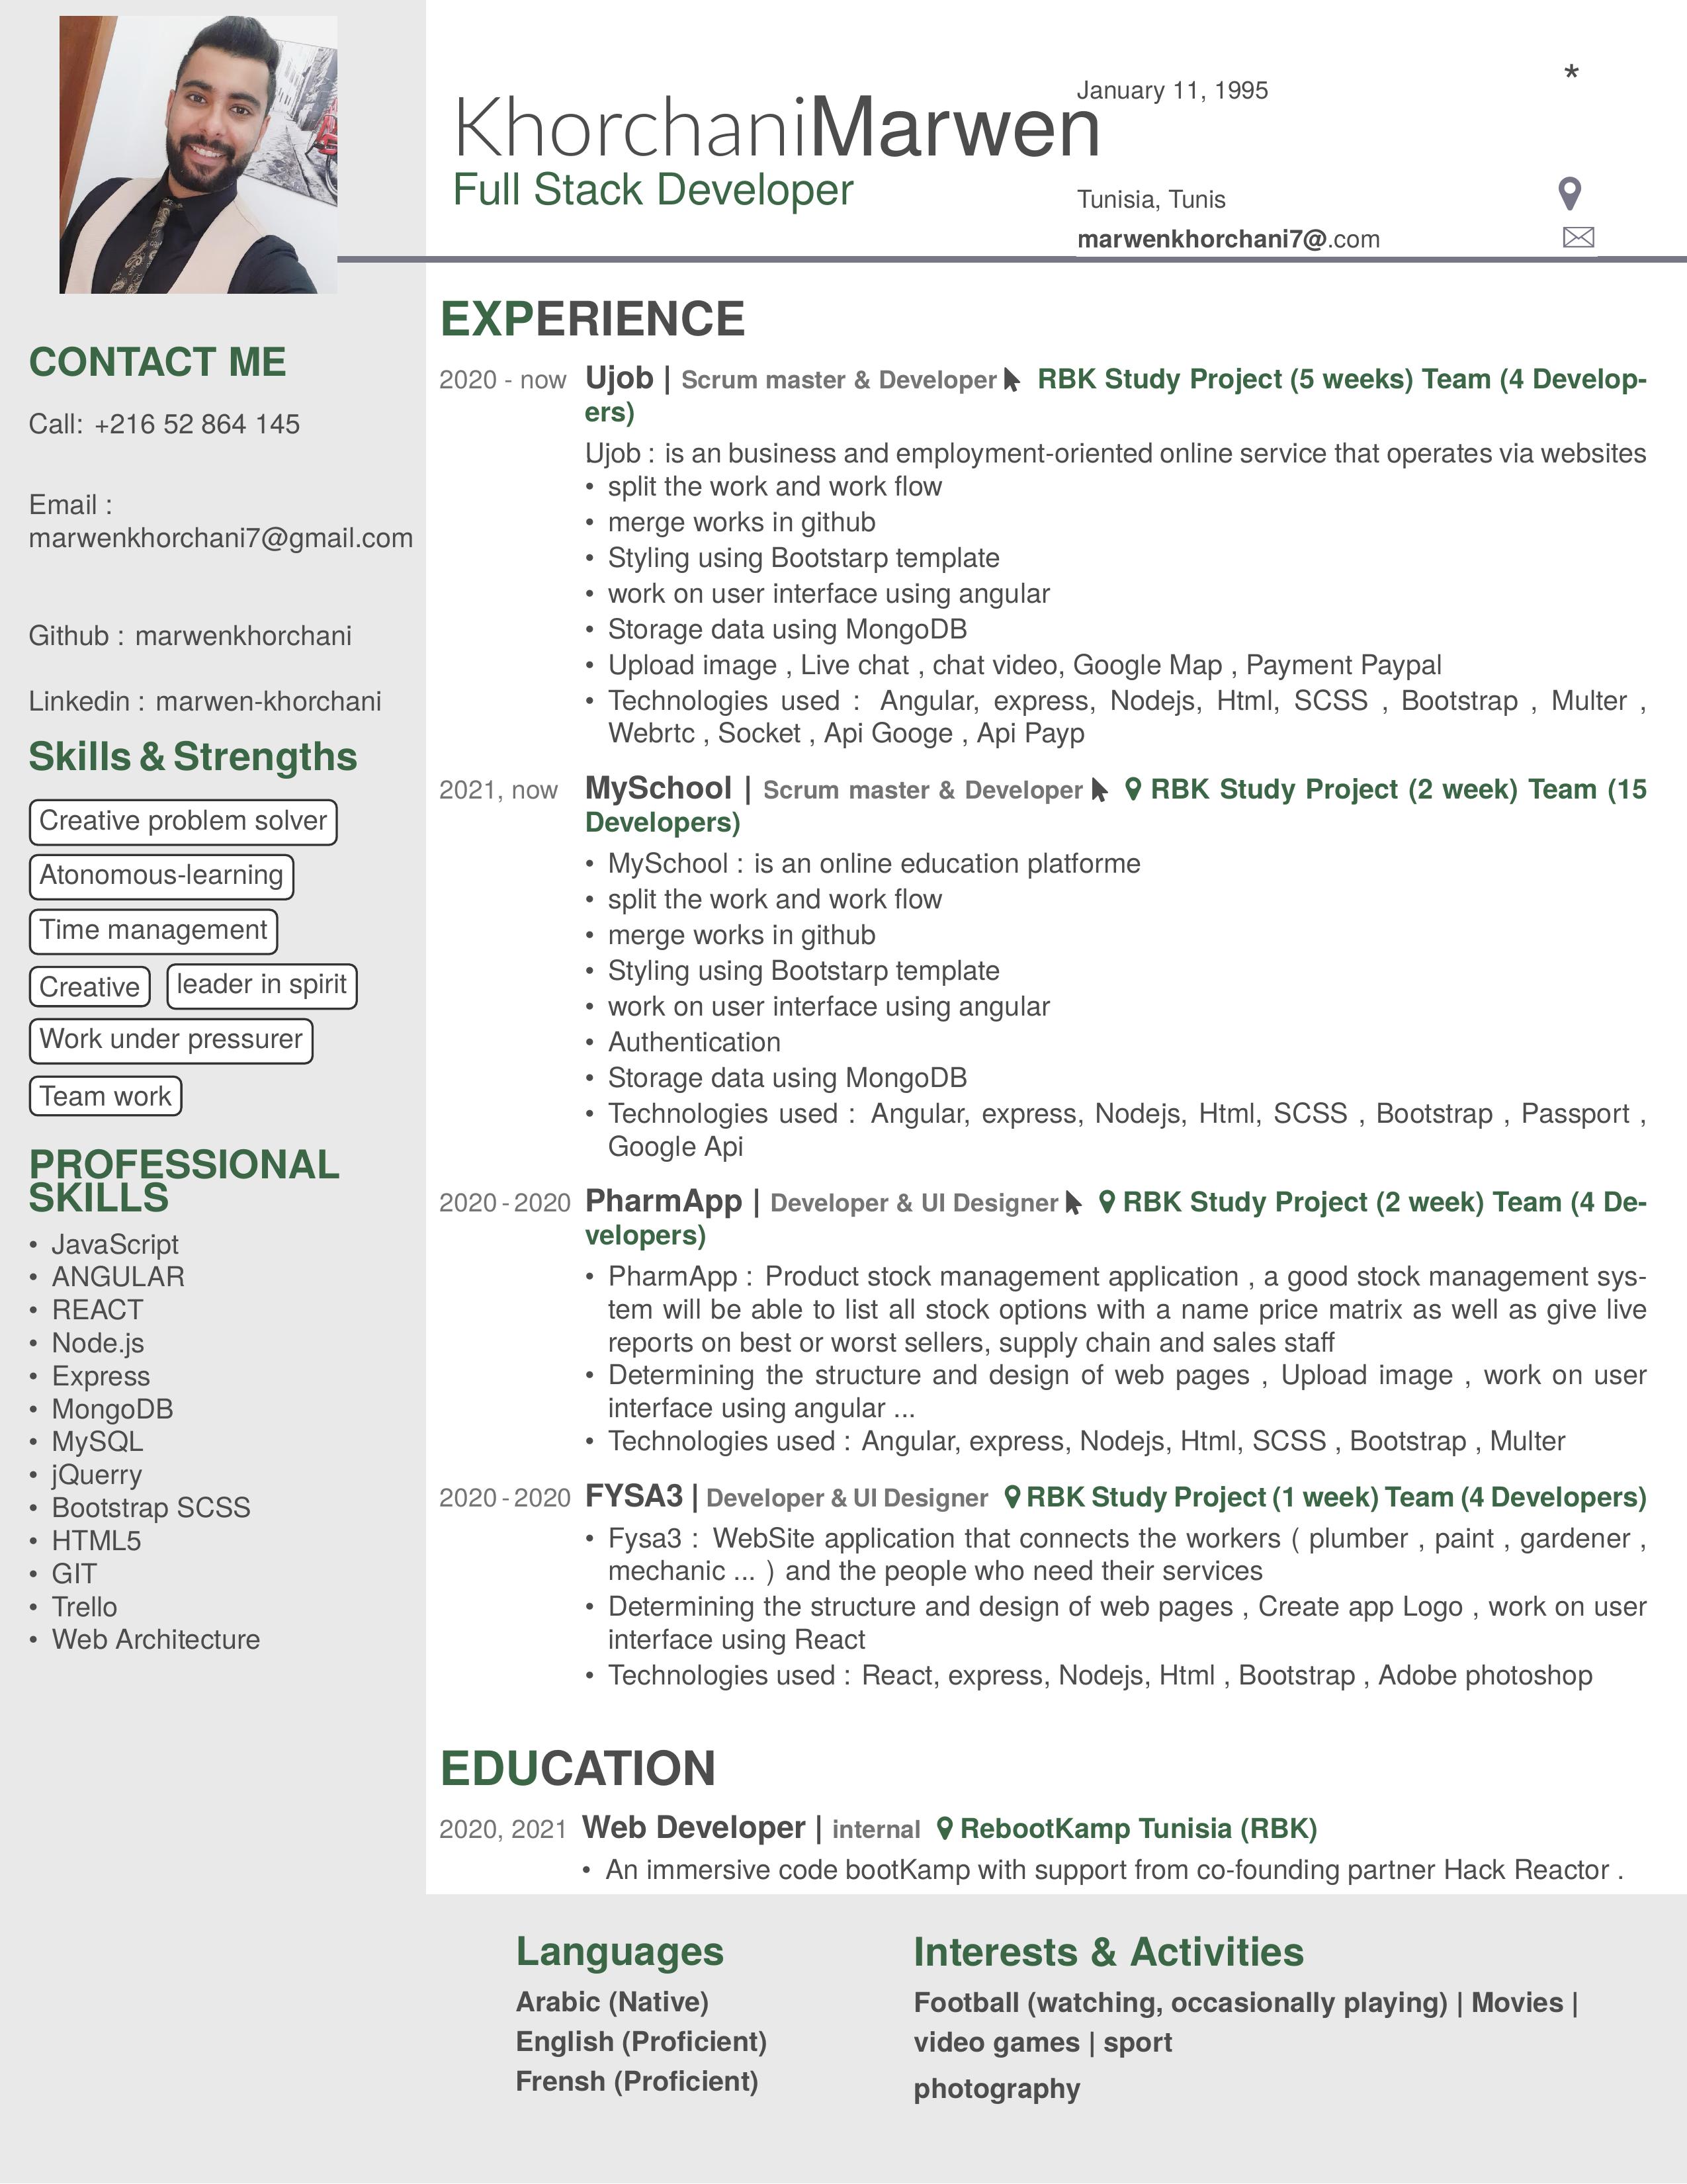 KhorchaniMarwen
Full Stack Developer
January 11, 1995
*
Tunisia, Tunis
marwenkhorchani7@.com
CONTACT ME
Call: +216 52 864 145
Email :
marwenkhorchani7@gmail.com
Github : marwenkhorchani
Linkedin : marwen-khorchani
Skills & Strengths
Creative problem solver
Atonomous-learning
Time management
Creative leader in spirit
Work under pressurer
Team work
PROFESSIONAL
SKILLS
• JavaScript
• ANGULAR
• REACT
• Node.js
• Express
• MongoDB
• MySQL
• jQuerry
• Bootstrap SCSS
• HTML5
• GIT
• Trello
• Web Architecture
EXPERIENCE
2020 - now Ujob | Scrum master & Developer RBK Study Project (5 weeks) Team (4 Develop-
ers)
Ujob : is an business and employment-oriented online service that operates via websites
• split the work and work flow
• merge works in github
• Styling using Bootstarp template
• work on user interface using angular
• Storage data using MongoDB
• Upload image , Live chat , chat video, Google Map , Payment Paypal
• Technologies used : Angular, express, Nodejs, Html, SCSS , Bootstrap , Multer ,
Webrtc , Socket , Api Googe , Api Payp
2021, now MySchool | Scrum master & Developer RBK Study Project (2 week) Team (15
Developers)
• MySchool : is an online education platforme
• split the work and work flow
• merge works in github
• Styling using Bootstarp template
• work on user interface using angular
• Authentication
• Storage data using MongoDB
• Technologies used : Angular, express, Nodejs, Html, SCSS , Bootstrap , Passport ,
Google Api
2020 - 2020 PharmApp | Developer & UI Designer RBK Study Project (2 week) Team (4 De-
velopers)
• PharmApp : Product stock management application , a good stock management sys-
tem will be able to list all stock options with a name price matrix as well as give live
reports on best or worst sellers, supply chain and sales staff
• Determining the structure and design of web pages , Upload image , work on user
interface using angular ...
• Technologies used : Angular, express, Nodejs, Html, SCSS , Bootstrap , Multer
2020 - 2020 FYSA3 | Developer & UI Designer RBK Study Project (1 week) Team (4 Developers)
• Fysa3 : WebSite application that connects the workers ( plumber , paint , gardener ,
mechanic ... ) and the people who need their services
• Determining the structure and design of web pages , Create app Logo , work on user
interface using React
• Technologies used : React, express, Nodejs, Html , Bootstrap , Adobe photoshop
EDUCATION
2020, 2021 Web Developer | internal RebootKamp Tunisia (RBK)
• An immersive code bootKamp with support from co-founding partner Hack Reactor .
Languages
Arabic (Native)
English (Proficient)
Frensh (Proficient)
Interests & Activities
Football (watching, occasionally playing) | Movies |
video games | sport
photography